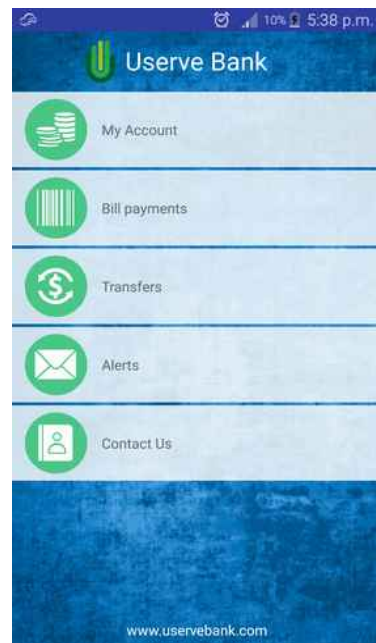 10% 5:38 p.m.
Userve Bank
My Account
Bill payments
Transfers
Alerts
Contact Us
www.uservebank.com